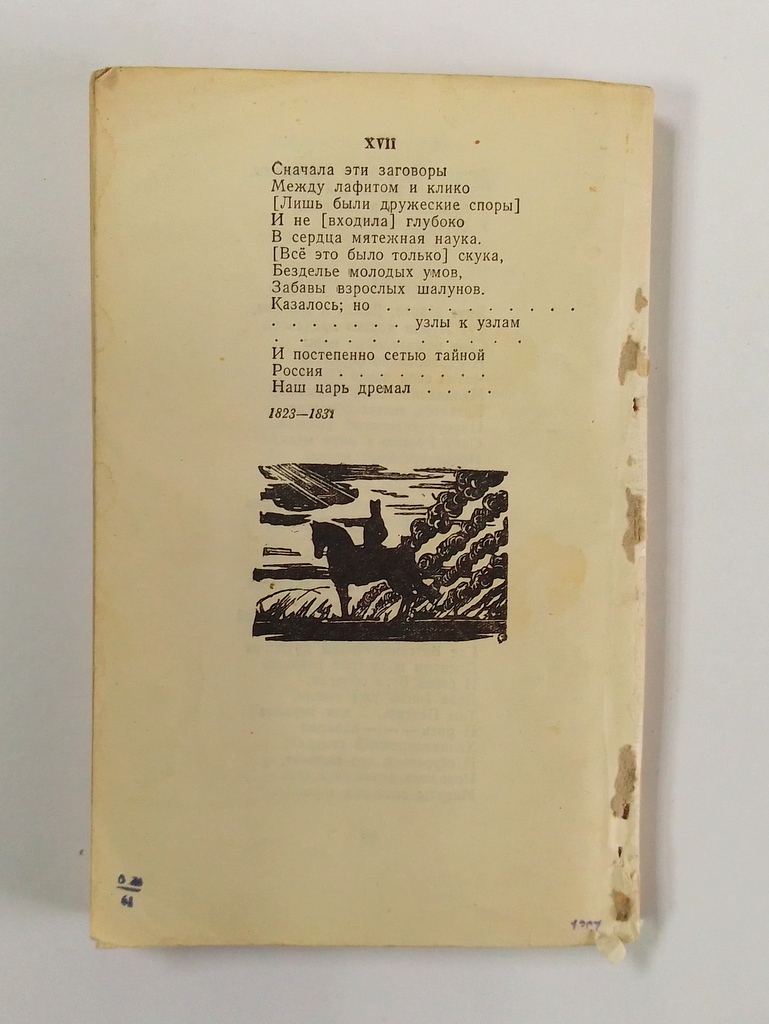 XVII
Сначала эти заговоры
Между лафитом и клико
[Лишь были дружеские споры]
И не [входила] глубоко
В сердца мятежная наука.
[Всё это было только] скука,
Безделье молодых умов,
Забавы взрослых шалунов.
Казалось; но . . . . . . . . . .
. . . . . . . узлы к узлам
. . . . . . . . . . . .
И постепенно сетью тайной
Россия . . . . . . . .
Наш царь дремал . . . .
1823—1831
61